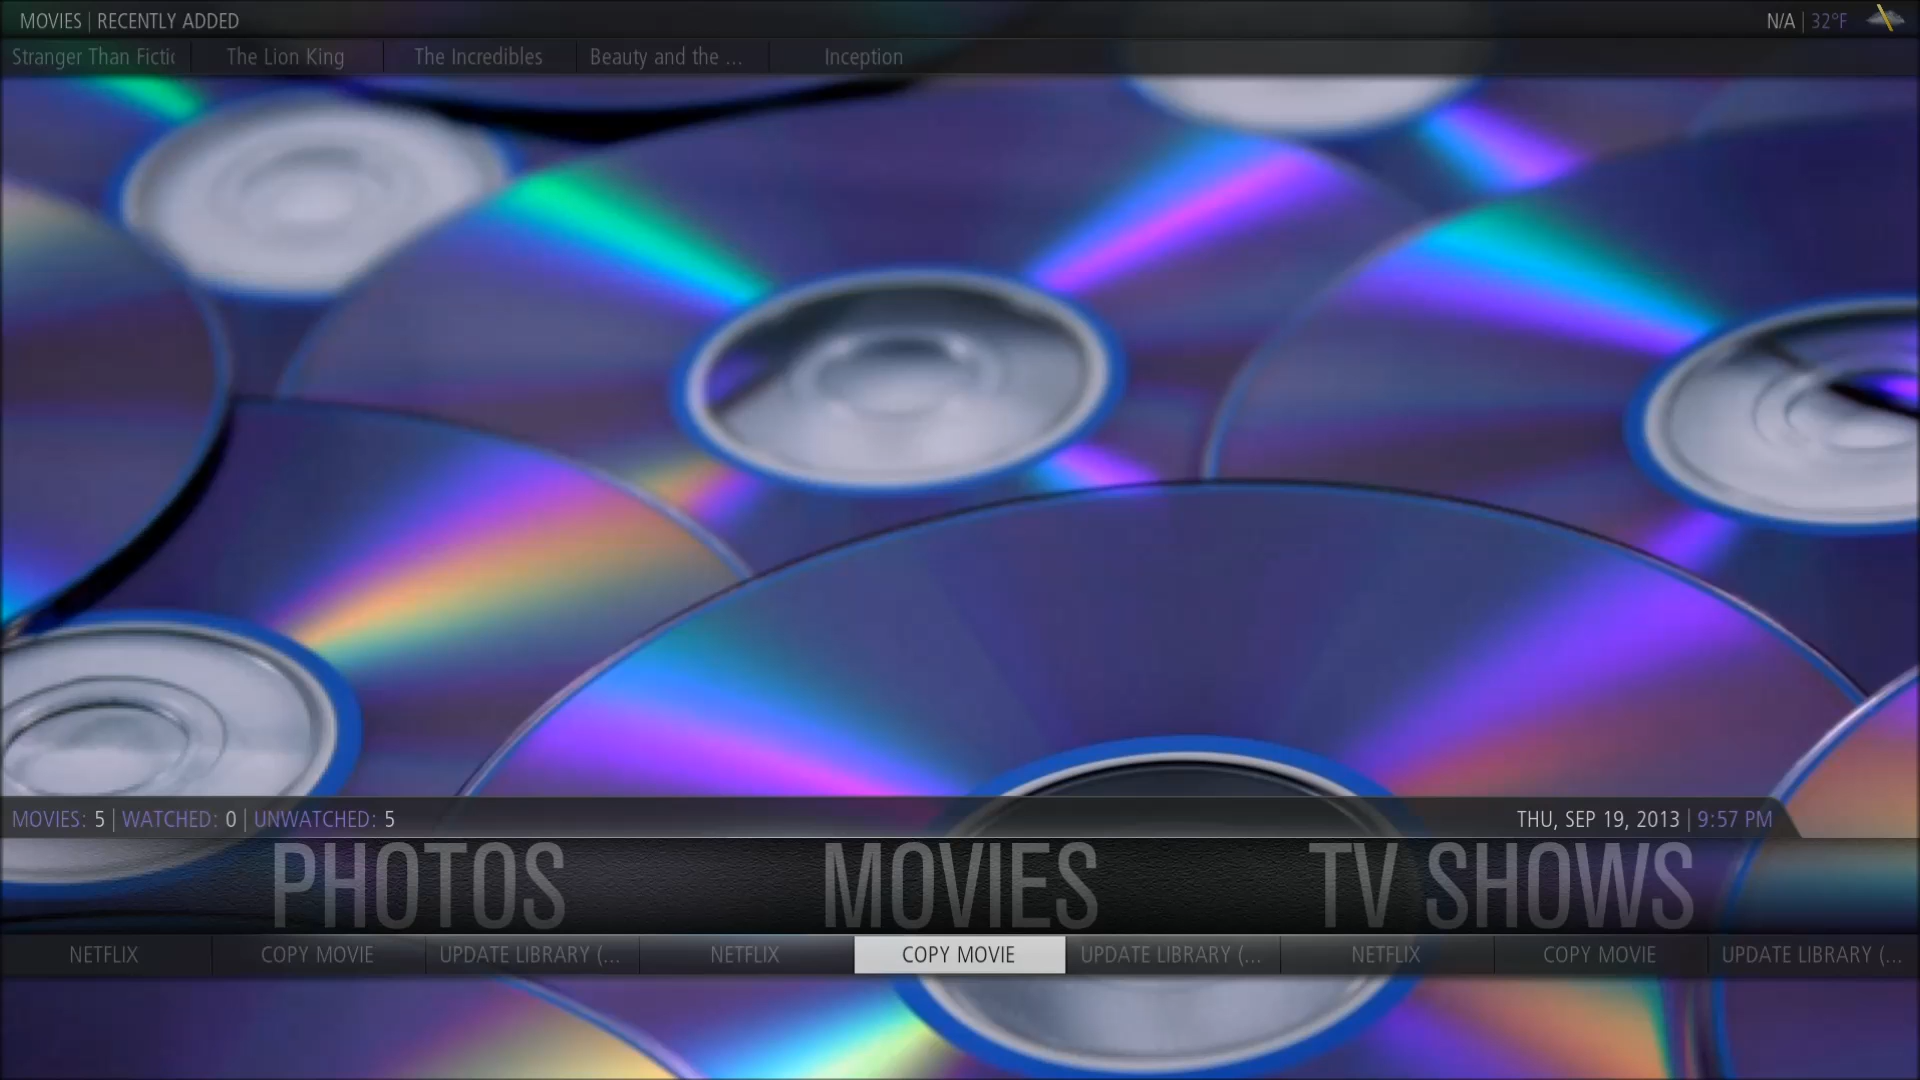 MOVIES | RECENTLY ADDED
N/A | 32°F
Stranger Than Fictic The Lion King The Incredibles Beauty and the ... Inception
MOVIES: 5 | WATCHED: 0 | UNWATCHED: 5
THU, SEP 19, 2013 | 9:57 PM
PHOTOS MOVIES TV SHOWS
NETFLIX COPY MOVIE UPDATE LIBRARY (... NETFLIX COPY MOVIE UPDATE LIBRARY (... NETFLIX COPY MOVIE UPDATE LIBRARY (...